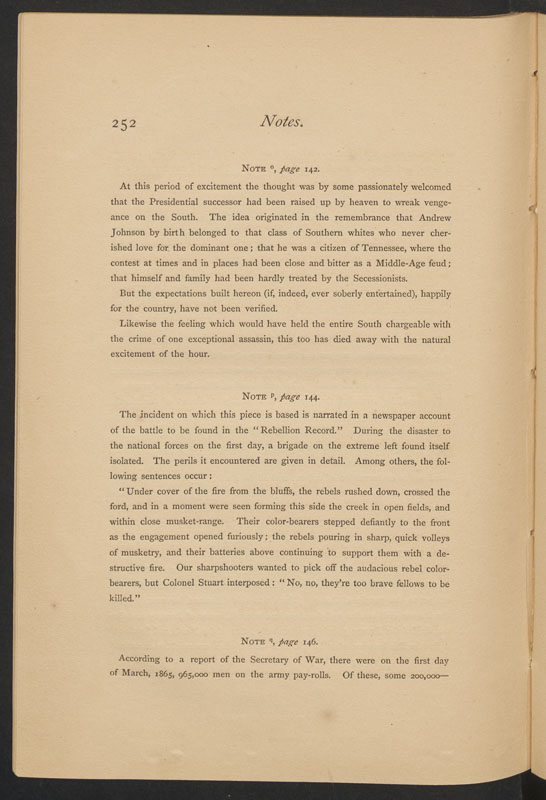 252
Notes.
NOTE ᵒ, page 142.
At this period of excitement the thought was by some passionately welcomed
that the Presidential successor had been raised up by heaven to wreak venge-
ance on the South. The idea originated in the remembrance that Andrew
Johnson by birth belonged to that class of Southern whites who never cher-
ished love for the dominant one; that he was a citizen of Tennessee, where the
contest at times and in places had been close and bitter as a Middle-Age feud;
that himself and family had been hardly treated by the Secessionists.
But the expectations built hereon (if, indeed, ever soberly entertained), happily
for the country, have not been verified.
Likewise the feeling which would have held the entire South chargeable with
the crime of one exceptional assassin, this too has died away with the natural
excitement of the hour.
NOTE ᵖ, page 144.
The incident on which this piece is based is narrated in a newspaper account
of the battle to be found in the "Rebellion Record." During the disaster to
the national forces on the first day, a brigade on the extreme left found itself
isolated. The perils it encountered are given in detail. Among others, the fol-
lowing sentences occur:
"Under cover of the fire from the bluffs, the rebels rushed down, crossed the
ford, and in a moment were seen forming this side the creek in open fields, and
within close musket-range. Their color-bearers stepped defiantly to the front
as the engagement opened furiously; the rebels pouring in sharp, quick volleys
of musketry, and their batteries above continuing to support them with a de-
structive fire. Our sharpshooters wanted to pick off the audacious rebel color-
bearers, but Colonel Stuart interposed: "No, no, they're too brave fellows to be
killed."
NOTE q, page 146.
According to a report of the Secretary of War, there were on the first day
of March, 1865, 965,000 men on the army pay-rolls. Of these, some 200,000—